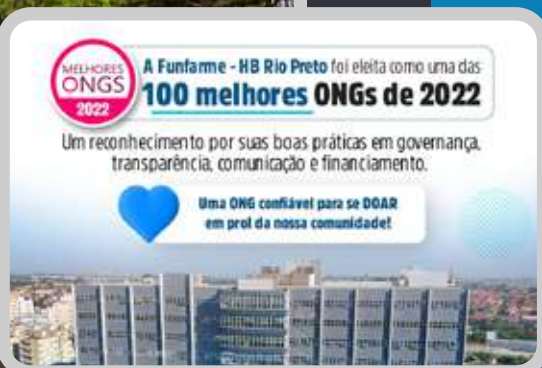 MELHORES
ONGS
2022
A Funfarme - HB Rio Preto foi eleita como uma das
100 melhores ONGs de 2022
Um reconhecimento por suas boas práticas em governança,
transparência, comunicação e financiamento.
Uma ONG confiável para se DOAR
em prol da nossa comunidade!